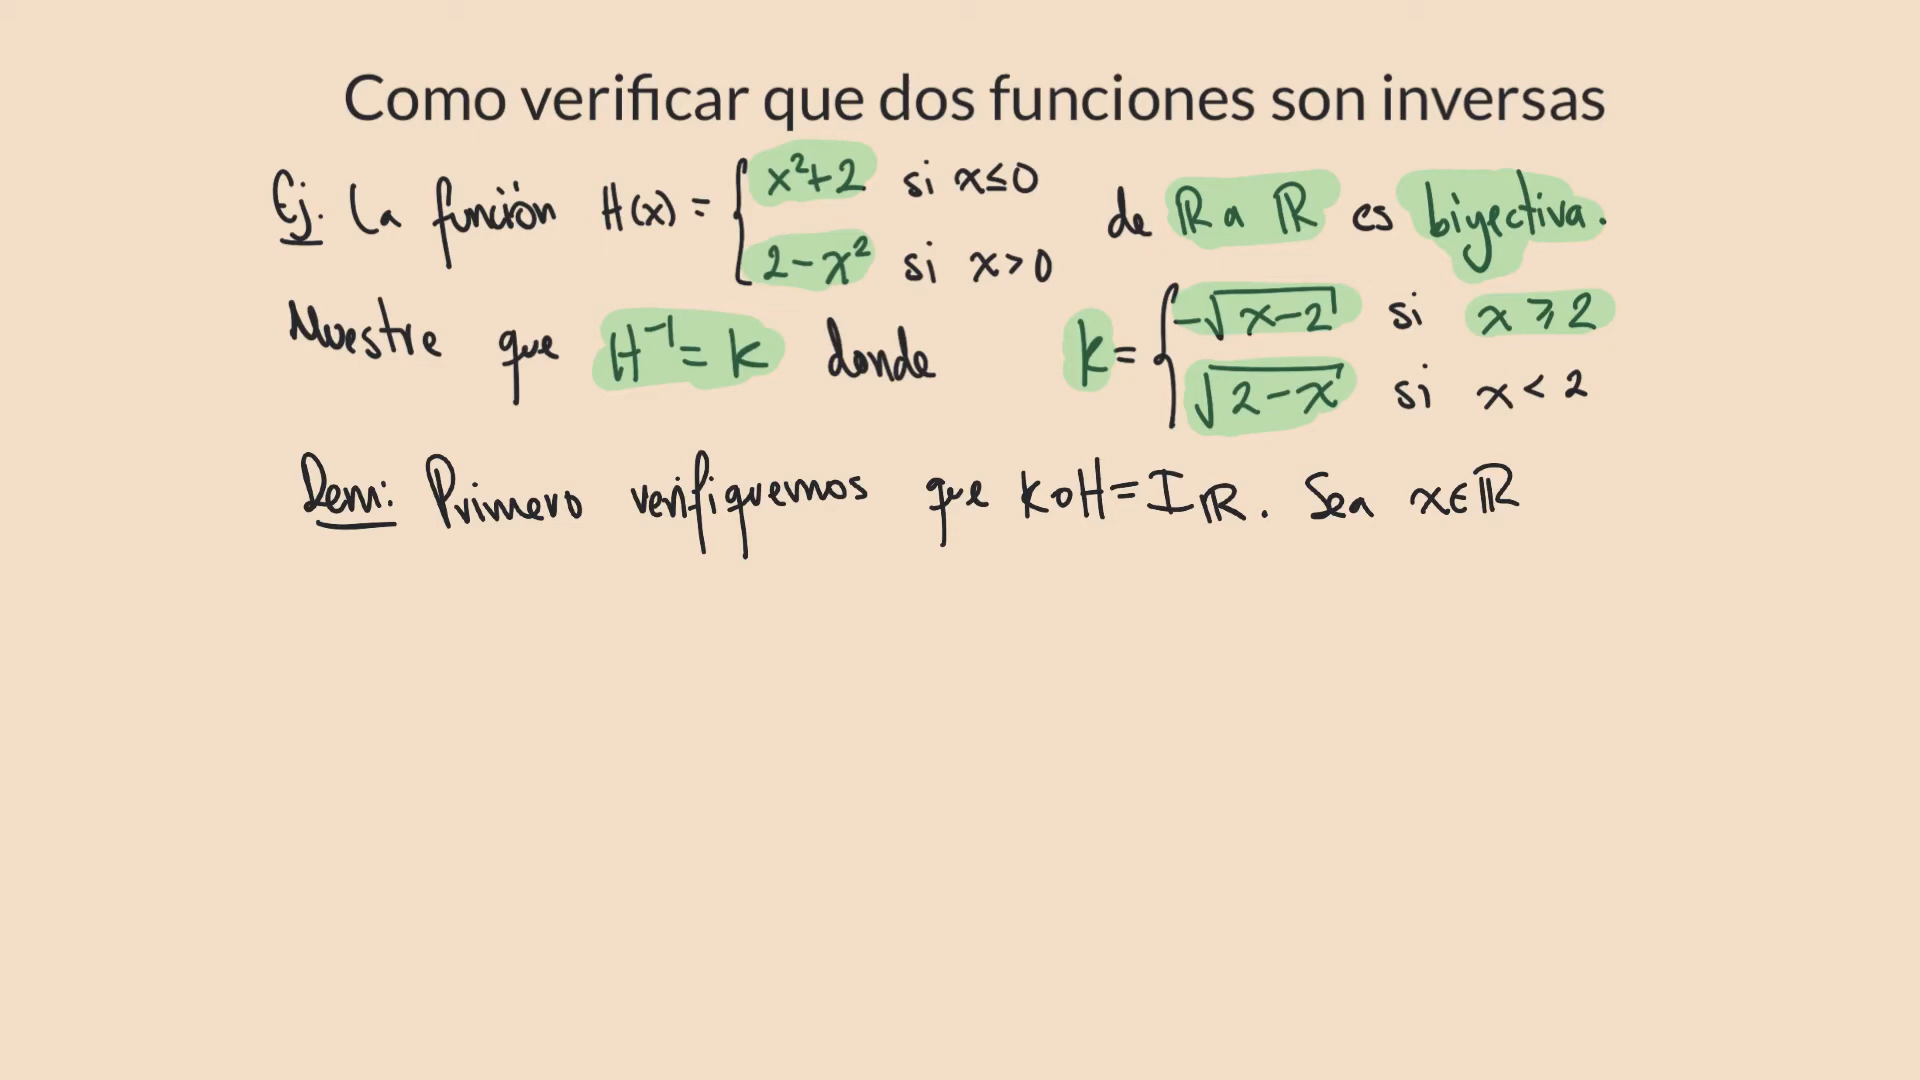 Como verificar que dos funciones son inversas
Ej. La función H(x) = { x²+2 si x≤0 de ℝ a ℝ es biyectiva.
2-x² si x>0
Muestre que H⁻¹ = K donde K = { -√(x-2) si x ⩾ 2
√(2-x) si x < 2
Dem: Primero verifiquemos que K∘H = I_ℝ. Sea x∈ℝ